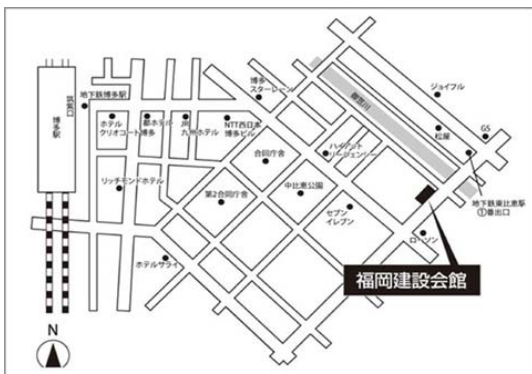 博多駅
筑紫口
地下鉄博多駅
ホテル
クリオコート博多
都ホテル
JR
九州ホテル
NTT西日本
博多ビル
博多
スターレーン
御笠川
ジョイフル
松屋
GS
合同庁舎
ハイアット
リージェンシー
リッチモンドホテル
第2合同庁舎
中比恵公園
セブン
イレブン
地下鉄東比恵駅
①番出口
ローソン
ホテルサライ
福岡建設会館
N